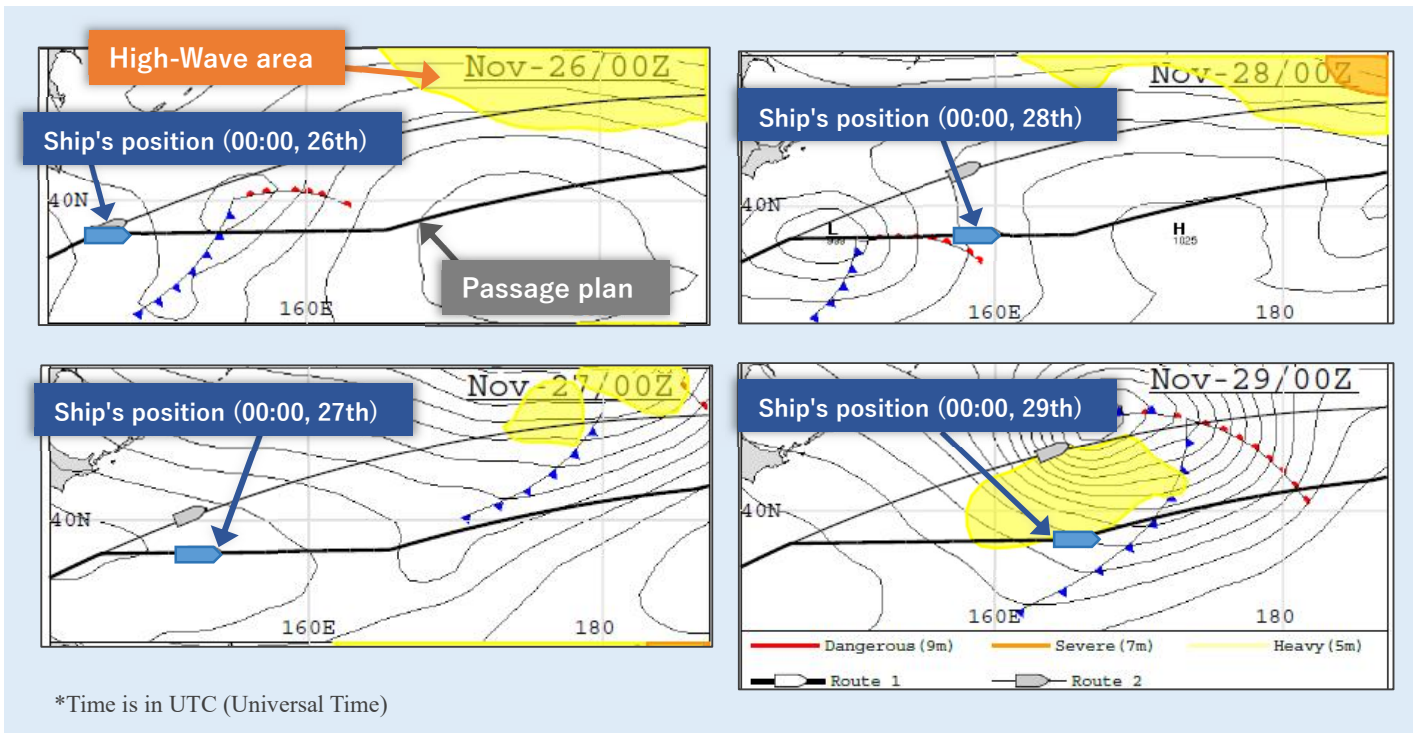 High-Wave area
Nov-26/00Z
Ship's position (00:00, 26th)
40N
Passage plan
160E
Nov-28/00Z
Ship's position (00:00, 28th)
40N
L
999
H
1025
160E
180
Nov-27/00Z
Ship's position (00:00, 27th)
40N
160E
180
Nov-29/00Z
Ship's position (00:00, 29th)
40N
160E
180
Dangerous(9m)
Severe(7m)
Heavy(5m)
Route 1
Route 2
*Time is in UTC (Universal Time)